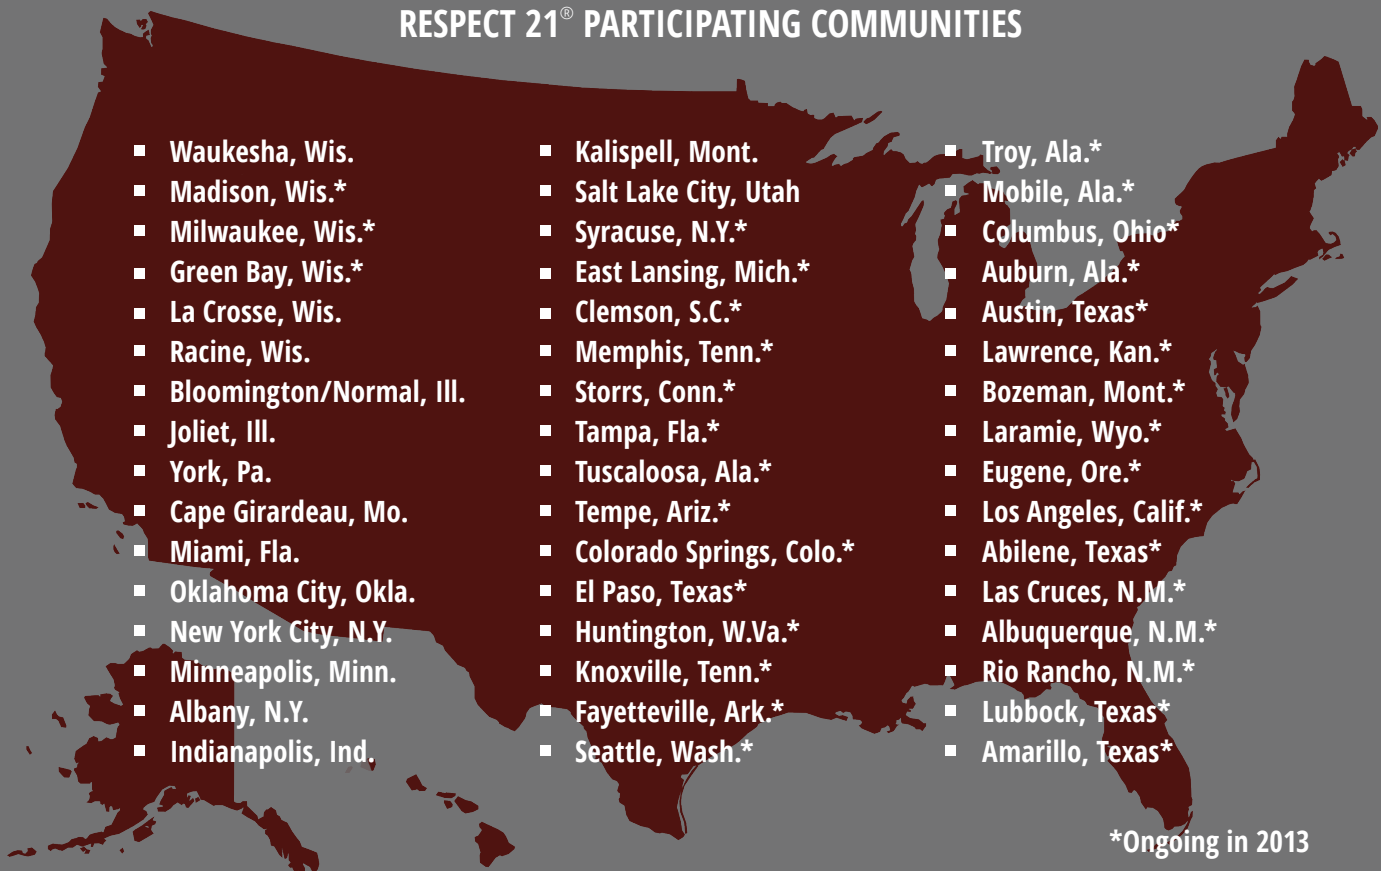 RESPECT 21® PARTICIPATING COMMUNITIES
▪ Waukesha, Wis.
▪ Madison, Wis.*
▪ Milwaukee, Wis.*
▪ Green Bay, Wis.*
▪ La Crosse, Wis.
▪ Racine, Wis.
▪ Bloomington/Normal, Ill.
▪ Joliet, Ill.
▪ York, Pa.
▪ Cape Girardeau, Mo.
▪ Miami, Fla.
▪ Oklahoma City, Okla.
▪ New York City, N.Y.
▪ Minneapolis, Minn.
▪ Albany, N.Y.
▪ Indianapolis, Ind.
▪ Kalispell, Mont.
▪ Salt Lake City, Utah
▪ Syracuse, N.Y.*
▪ East Lansing, Mich.*
▪ Clemson, S.C.*
▪ Memphis, Tenn.*
▪ Storrs, Conn.*
▪ Tampa, Fla.*
▪ Tuscaloosa, Ala.*
▪ Tempe, Ariz.*
▪ Colorado Springs, Colo.*
▪ El Paso, Texas*
▪ Huntington, W.Va.*
▪ Knoxville, Tenn.*
▪ Fayetteville, Ark.*
▪ Seattle, Wash.*
▪ Troy, Ala.*
▪ Mobile, Ala.*
▪ Columbus, Ohio*
▪ Auburn, Ala.*
▪ Austin, Texas*
▪ Lawrence, Kan.*
▪ Bozeman, Mont.*
▪ Laramie, Wyo.*
▪ Eugene, Ore.*
▪ Los Angeles, Calif.*
▪ Abilene, Texas*
▪ Las Cruces, N.M.*
▪ Albuquerque, N.M.*
▪ Rio Rancho, N.M.*
▪ Lubbock, Texas*
▪ Amarillo, Texas*
*Ongoing in 2013